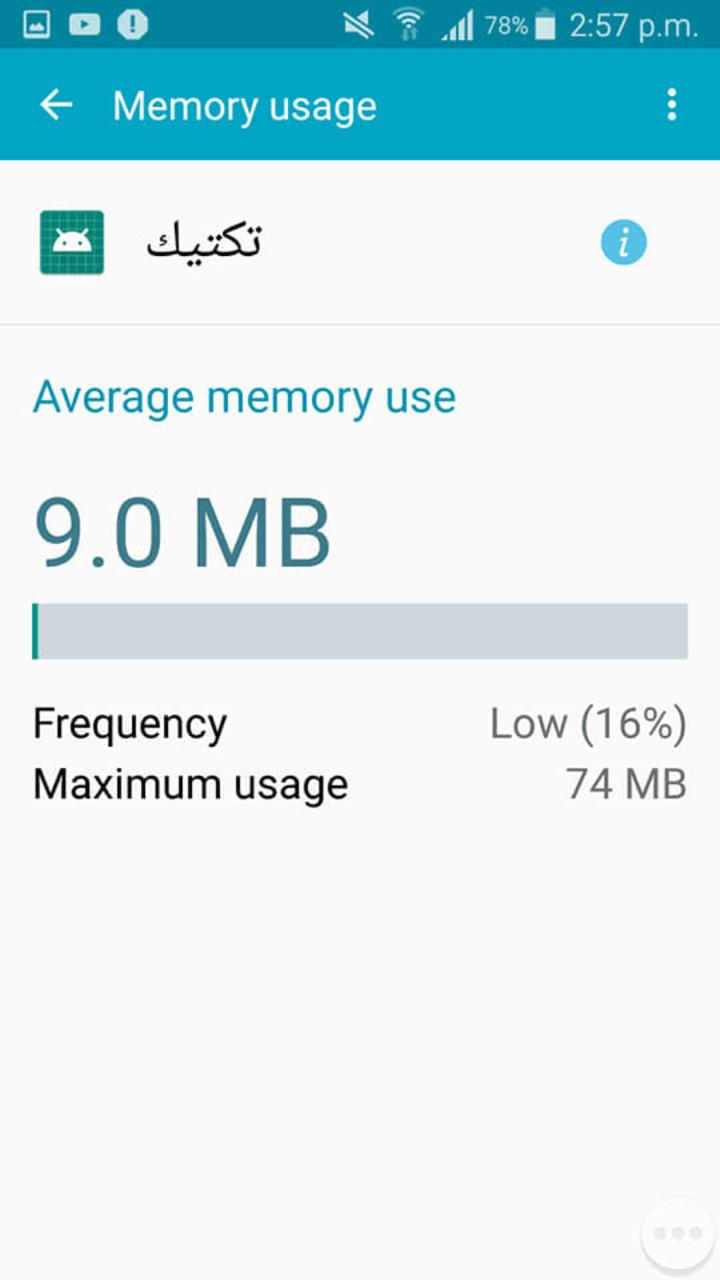 78% 2:57 p.m.
Memory usage
تكتيك
Average memory use
9.0 MB
Frequency Low (16%)
Maximum usage 74 MB